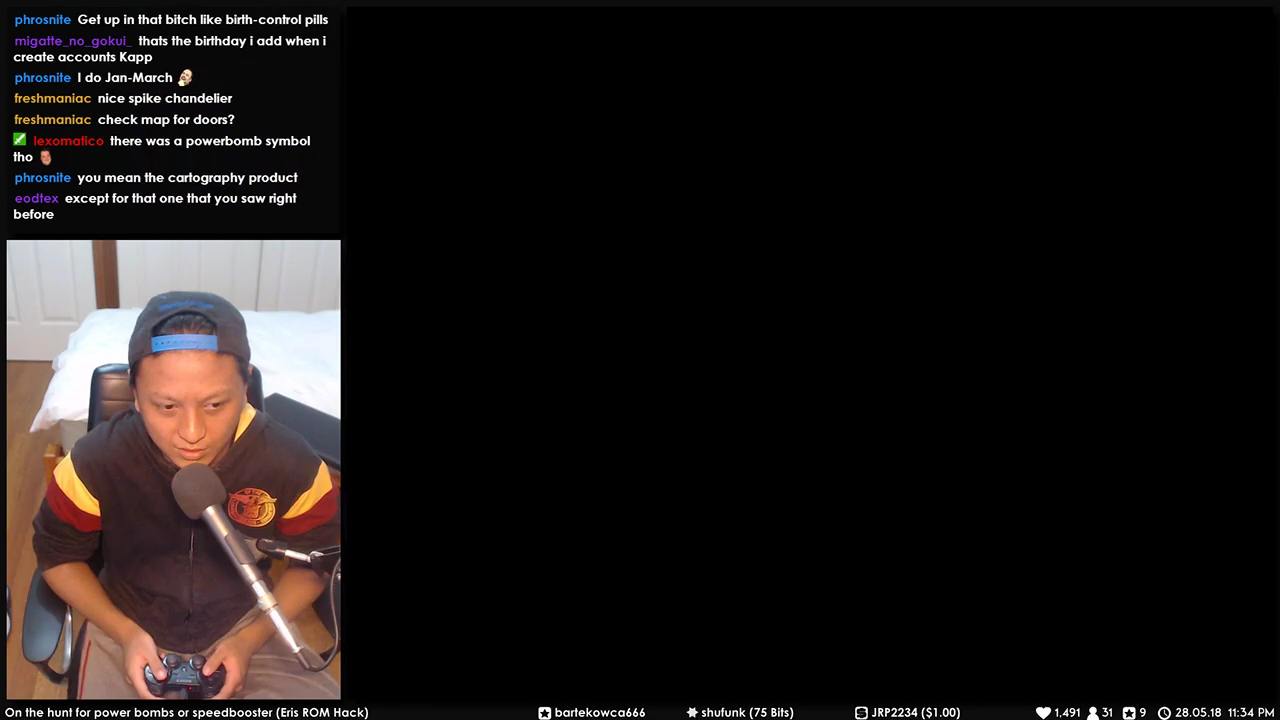 phrosnite Get up in that bitch like birth-control pills
migatte_no_gokui_ thats the birthday i add when i
create accounts Kapp
phrosnite I do Jan-March
freshmaniac nice spike chandelier
freshmaniac check map for doors?
lexomatico there was a powerbomb symbol
tho
phrosnite you mean the cartography product
eodtex except for that one that you saw right
before
On the hunt for power bombs or speedbooster (Eris ROM Hack)
bartekowca666
shufunk (75 Bits)
JRP2234 ($1.00)
1,491 31 9 28.05.18 11:34 PM